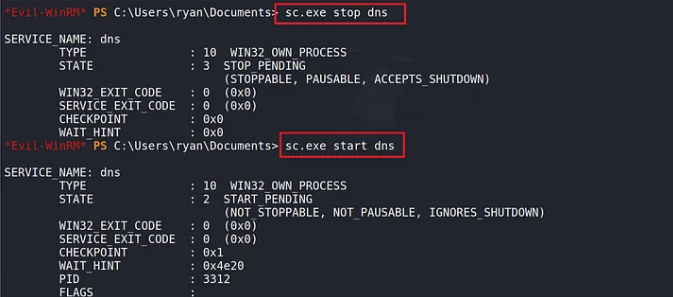 *Evil-WinRM* PS C:\Users\ryan\Documents> sc.exe stop dns
SERVICE_NAME: dns
        TYPE               : 10  WIN32_OWN_PROCESS
        STATE              : 3  STOP_PENDING
                                (STOPPABLE, PAUSABLE, ACCEPTS_SHUTDOWN)
        WIN32_EXIT_CODE    : 0  (0x0)
        SERVICE_EXIT_CODE  : 0  (0x0)
        CHECKPOINT         : 0x0
        WAIT_HINT          : 0x0
*Evil-WinRM* PS C:\Users\ryan\Documents> sc.exe start dns
SERVICE_NAME: dns
        TYPE               : 10  WIN32_OWN_PROCESS
        STATE              : 2  START_PENDING
                                (NOT_STOPPABLE, NOT_PAUSABLE, IGNORES_SHUTDOWN)
        WIN32_EXIT_CODE    : 0  (0x0)
        SERVICE_EXIT_CODE  : 0  (0x0)
        CHECKPOINT         : 0x1
        WAIT_HINT          : 0x4e20
        PID                : 3312
        FLAGS              :